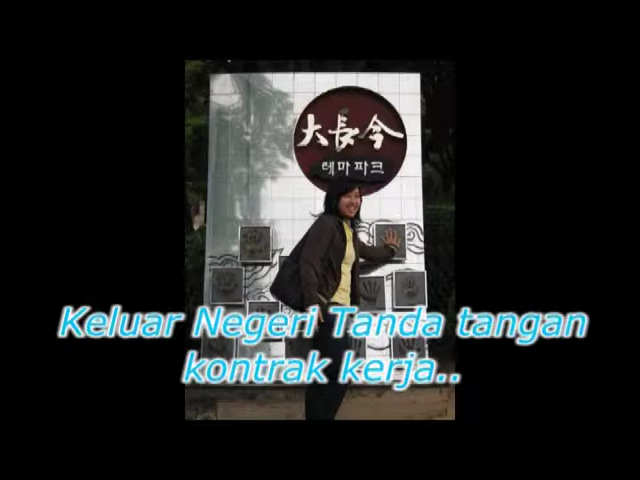 大長今
테마파크
Keluar Negeri Tanda tangan
kontrak kerja..